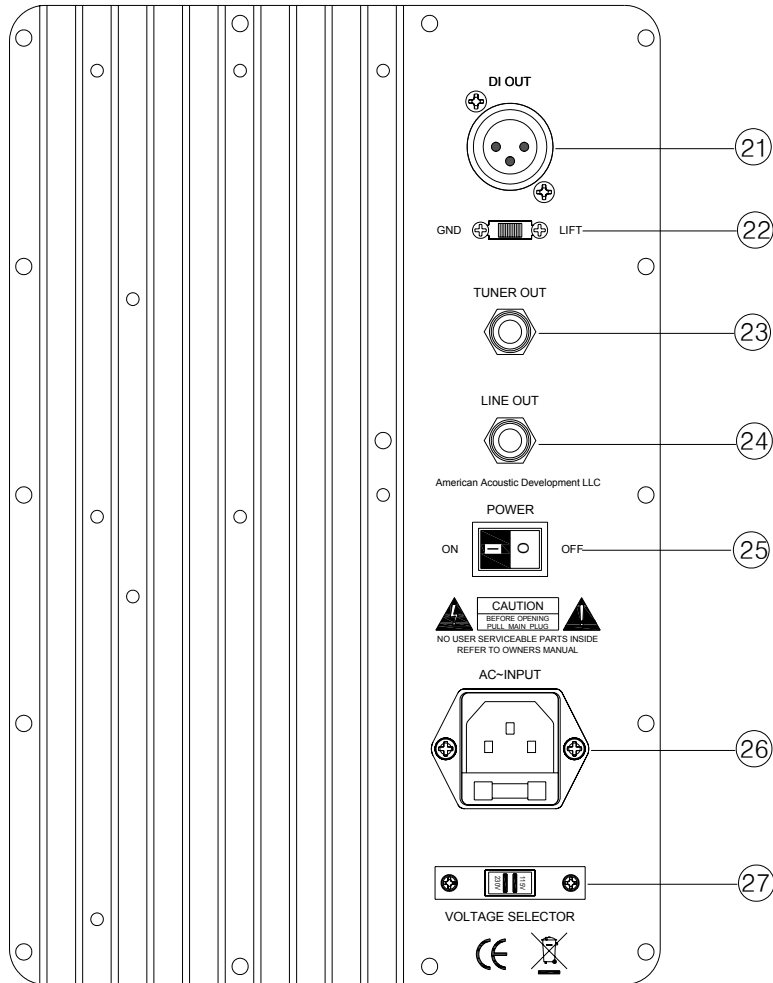 DI OUT
21
GND LIFT
22
TUNER OUT
23
LINE OUT
24
American Acoustic Development LLC
POWER
ON I O OFF
25
CAUTION
BEFORE OPENING
PULL MAIN PLUG
NO USER SERVICEABLE PARTS INSIDE
REFER TO OWNERS MANUAL
AC~INPUT
26
230V 115V
27
VOLTAGE SELECTOR
CE